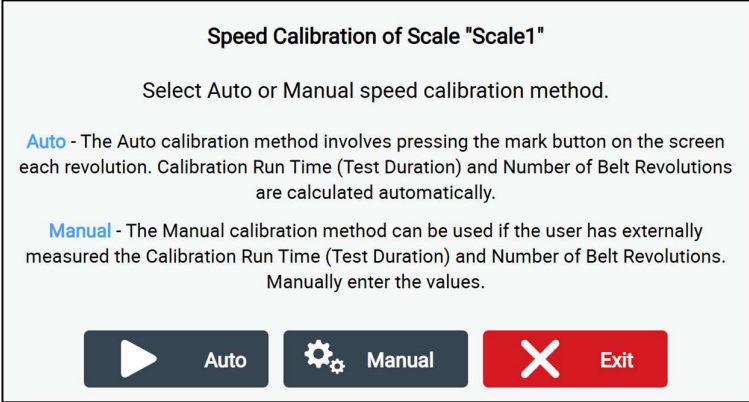 Speed Calibration of Scale "Scale1"
Select Auto or Manual speed calibration method.
Auto - The Auto calibration method involves pressing the mark button on the screen
each revolution. Calibration Run Time (Test Duration) and Number of Belt Revolutions
are calculated automatically.
Manual - The Manual calibration method can be used if the user has externally
measured the Calibration Run Time (Test Duration) and Number of Belt Revolutions.
Manually enter the values.
Auto Manual Exit